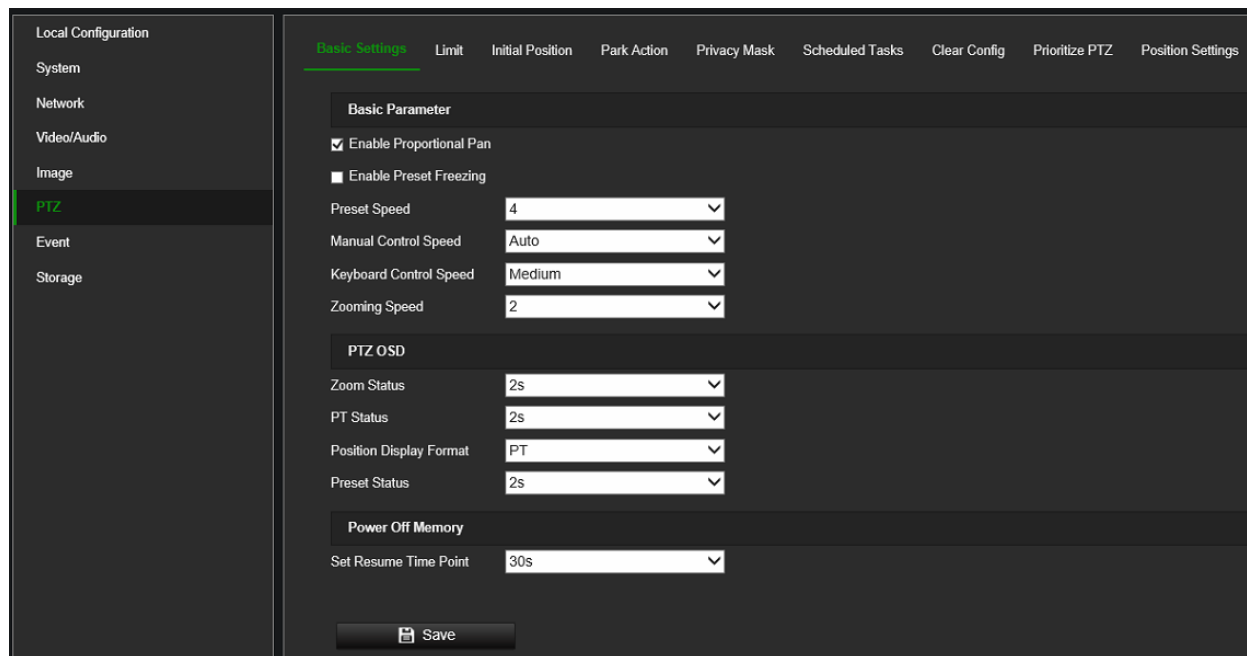 Local Configuration
System
Network
Video/Audio
Image
PTZ
Event
Storage
Basic Settings Limit Initial Position Park Action Privacy Mask Scheduled Tasks Clear Config Prioritize PTZ Position Settings
Basic Parameter
Enable Proportional Pan
Enable Preset Freezing
Preset Speed 4
Manual Control Speed Auto
Keyboard Control Speed Medium
Zooming Speed 2
PTZ OSD
Zoom Status 2s
PT Status 2s
Position Display Format PT
Preset Status 2s
Power Off Memory
Set Resume Time Point 30s
Save